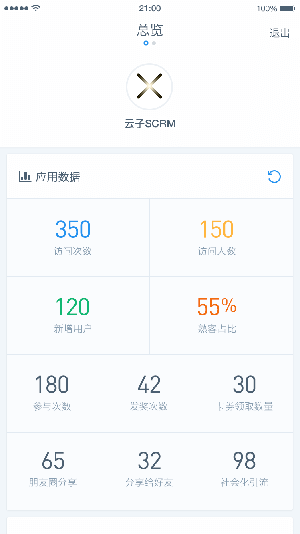 21:00
100%
总览
退出
云子SCRM
应用数据
350
150
访问次数
访问人数
120
55%
新增用户
熟客占比
180
42
30
参与次数
发奖次数
卡券领取数量
65
32
98
朋友圈分享
分享给好友
社会化引流